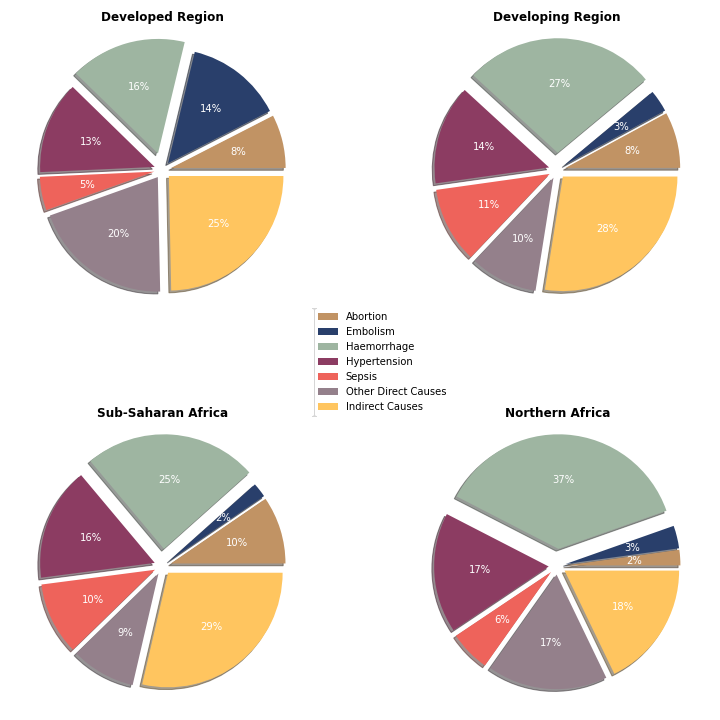 Developed Region
16%
14%
13%
8%
5%
20%
25%
Developing Region
27%
3%
14%
8%
11%
10%
28%
Abortion
Embolism
Haemorrhage
Hypertension
Sepsis
Other Direct Causes
Indirect Causes
Sub-Saharan Africa
25%
2%
16%
10%
10%
9%
29%
Northern Africa
37%
3%
2%
17%
18%
6%
17%